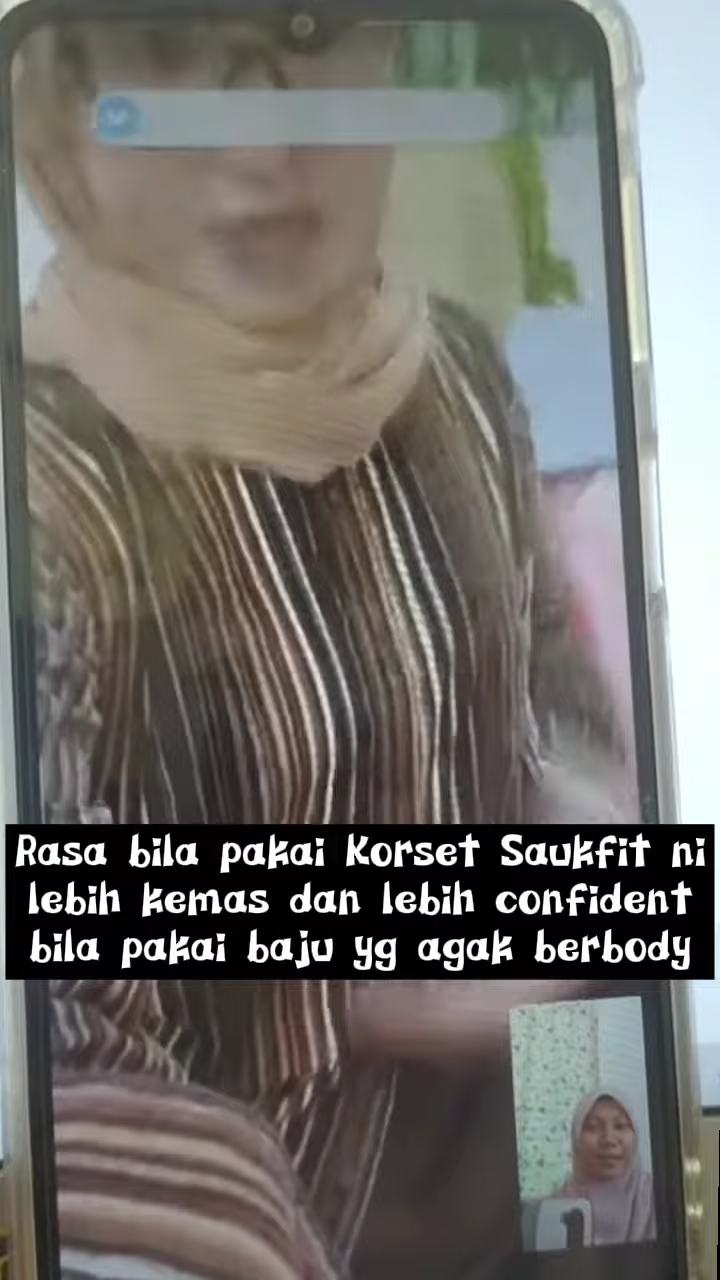 Rasa bila pakai Korset Saukfit ni
lebih kemas dan lebih confident
bila pakai baju yg agak berbody